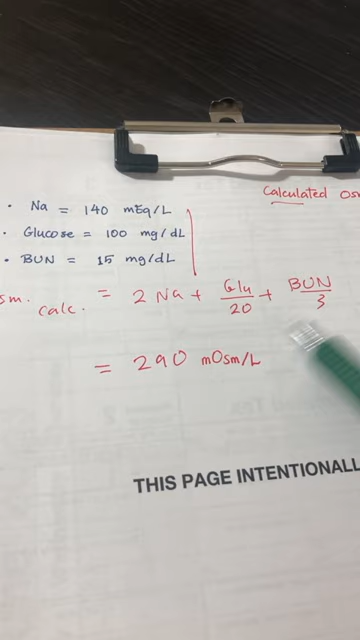 Calculated Osm
• Na = 140 mEq/L
• Glucose = 100 mg/dL
• BUN = 15 mg/dL
sm. calc. = 2 Na + Glu/20 + BUN/3
= 290 mOsm/L
THIS PAGE INTENTIONALL